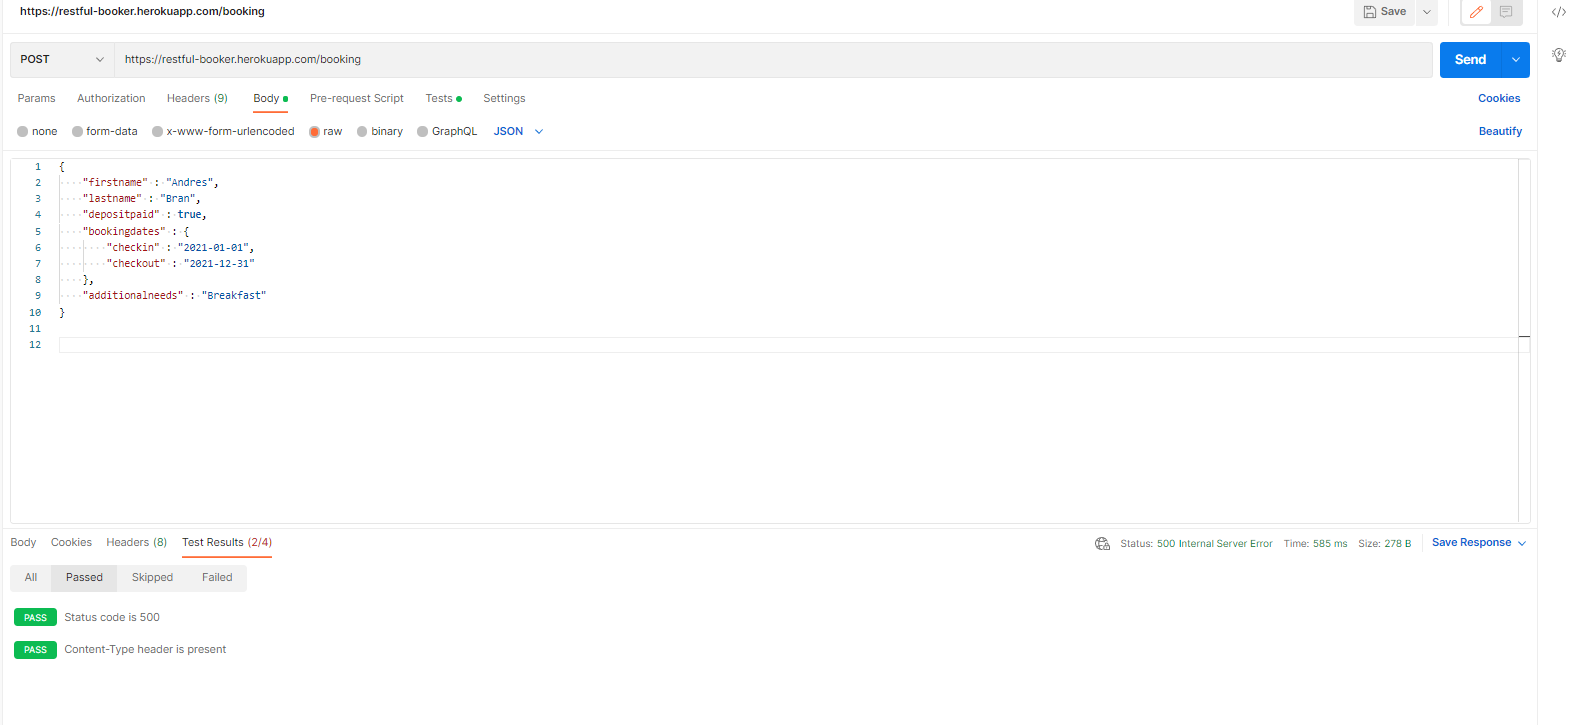 https://restful-booker.herokuapp.com/booking
Save
POST
https://restful-booker.herokuapp.com/booking
Send
Params Authorization Headers (9) Body Pre-request Script Tests Settings Cookies
none form-data x-www-form-urlencoded raw binary GraphQL JSON Beautify
1 {
2 "firstname" : "Andres",
3 "lastname" : "Bran",
4 "depositpaid" : true,
5 "bookingdates" : {
6 "checkin" : "2021-01-01",
7 "checkout" : "2021-12-31"
8 },
9 "additionalneeds" : "Breakfast"
10 }
11
12
Body Cookies Headers (8) Test Results (2/4) Status: 500 Internal Server Error Time: 585 ms Size: 278 B Save Response
All Passed Skipped Failed
PASS Status code is 500
PASS Content-Type header is present